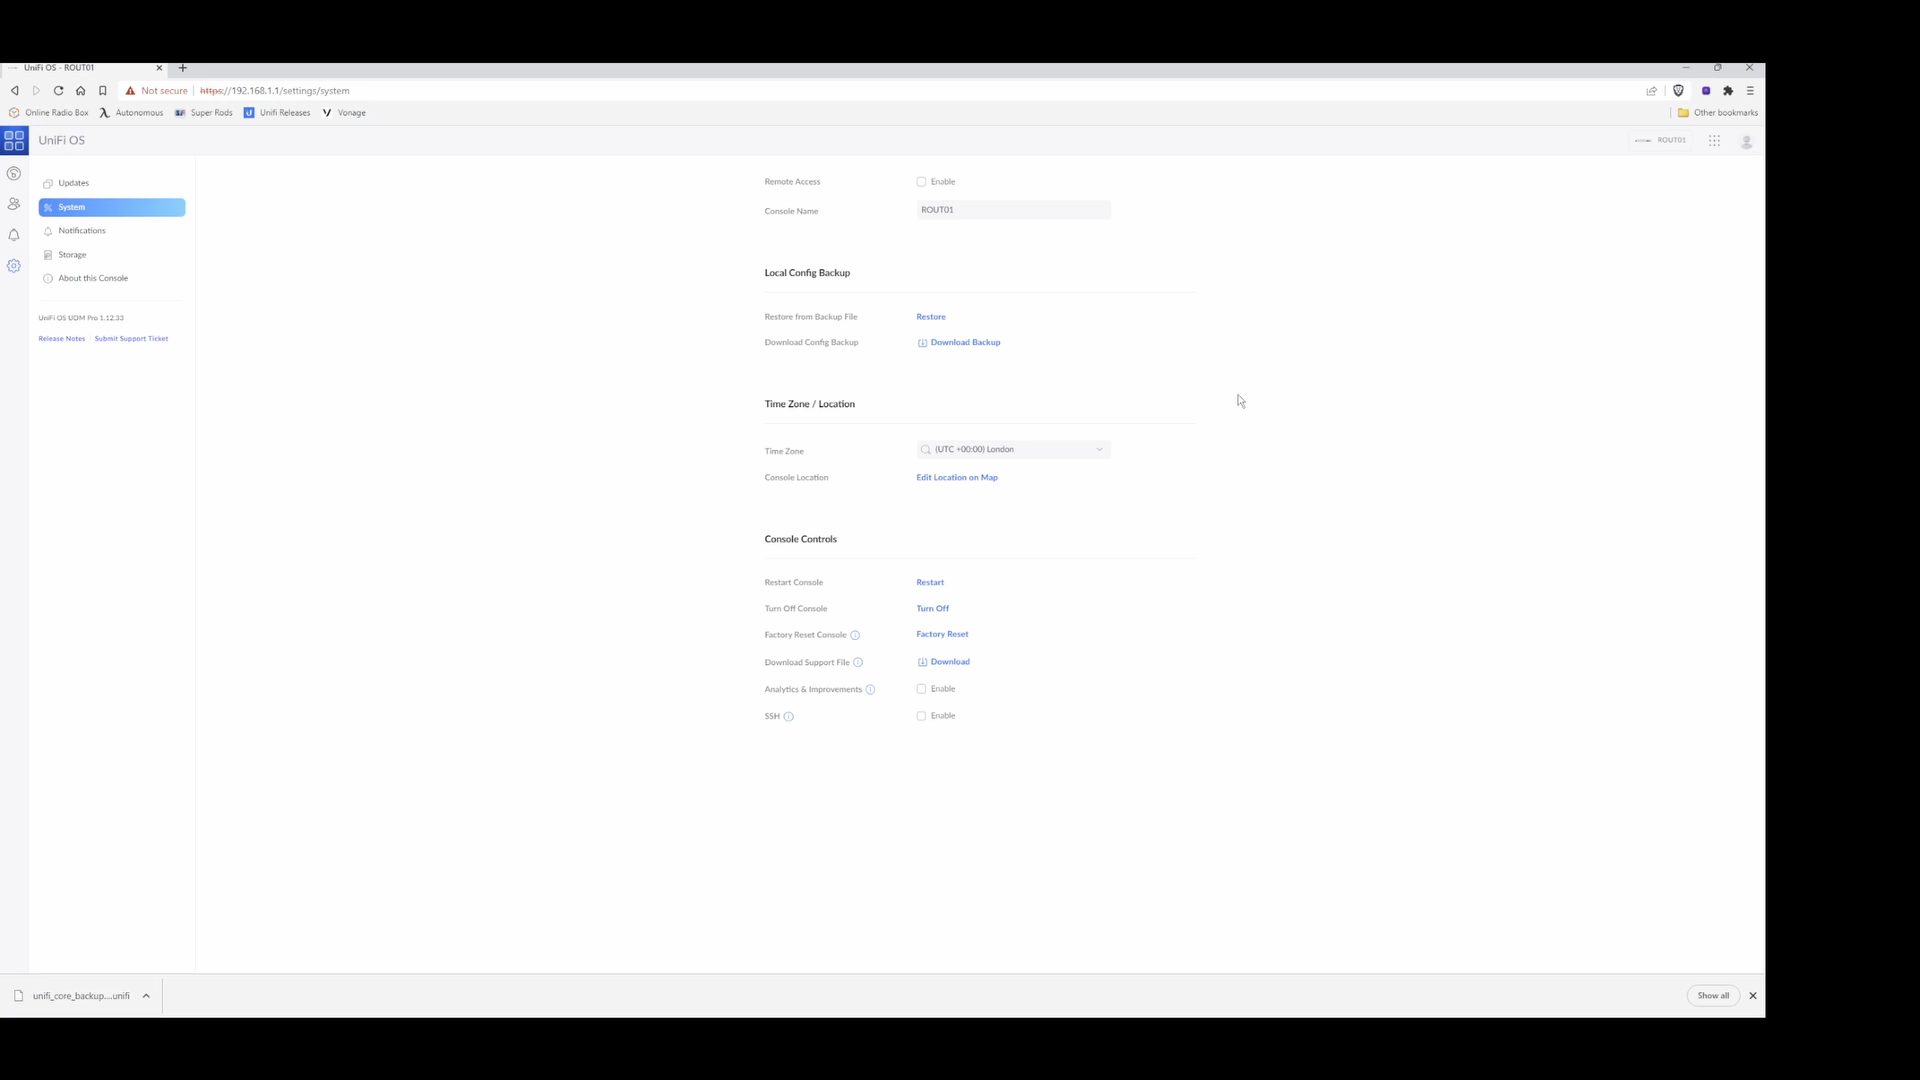 UniFi OS - ROUT01
Not secure
https://192.168.1.1/settings/system
Online Radio Box
Autonomous
Super Rods
Unifi Releases
Vonage
Other bookmarks
UniFi OS
ROUT01
Updates
System
Notifications
Storage
About this Console
UniFi OS UDM Pro 1.12.33
Release Notes
Submit Support Ticket
Remote Access
Enable
Console Name
ROUT01
Local Config Backup
Restore from Backup File
Restore
Download Config Backup
Download Backup
Time Zone / Location
Time Zone
(UTC +00:00) London
Console Location
Edit Location on Map
Console Controls
Restart Console
Restart
Turn Off Console
Turn Off
Factory Reset Console
Factory Reset
Download Support File
Download
Analytics & Improvements
Enable
SSH
Enable
unifi_core_backup....unifi
Show all